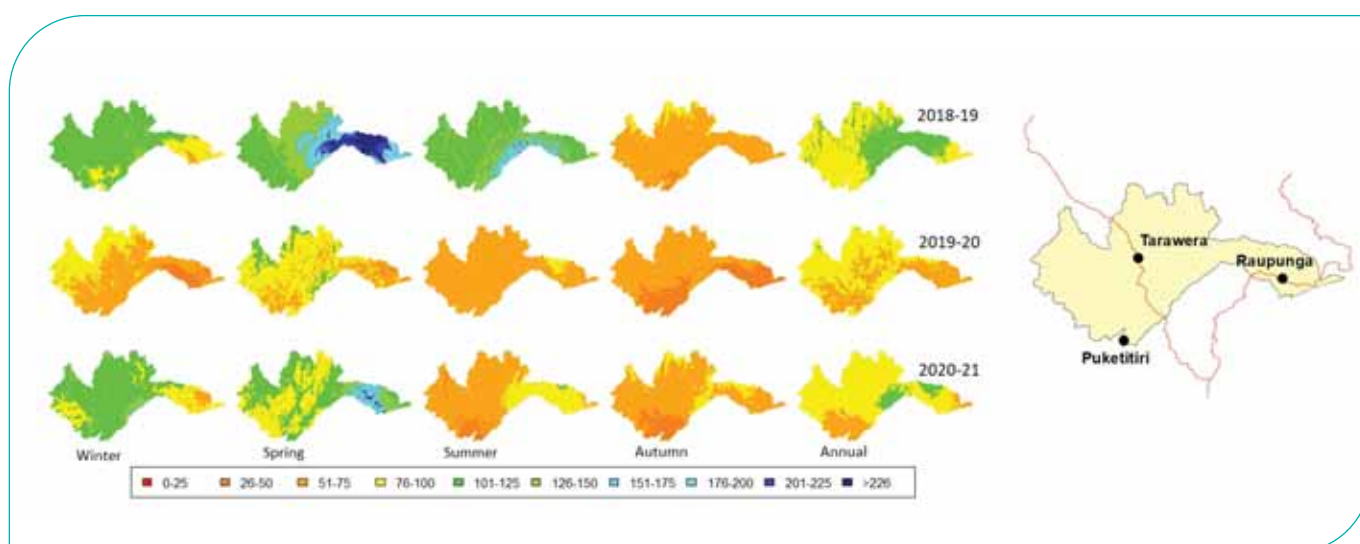 2018-19
2019-20
2020-21
Winter Spring Summer Autumn Annual
0-25 26-50 51-75 76-100 101-125 126-150 151-175 176-200 201-225 >226
Tarawera
Raupunga
Puketitiri